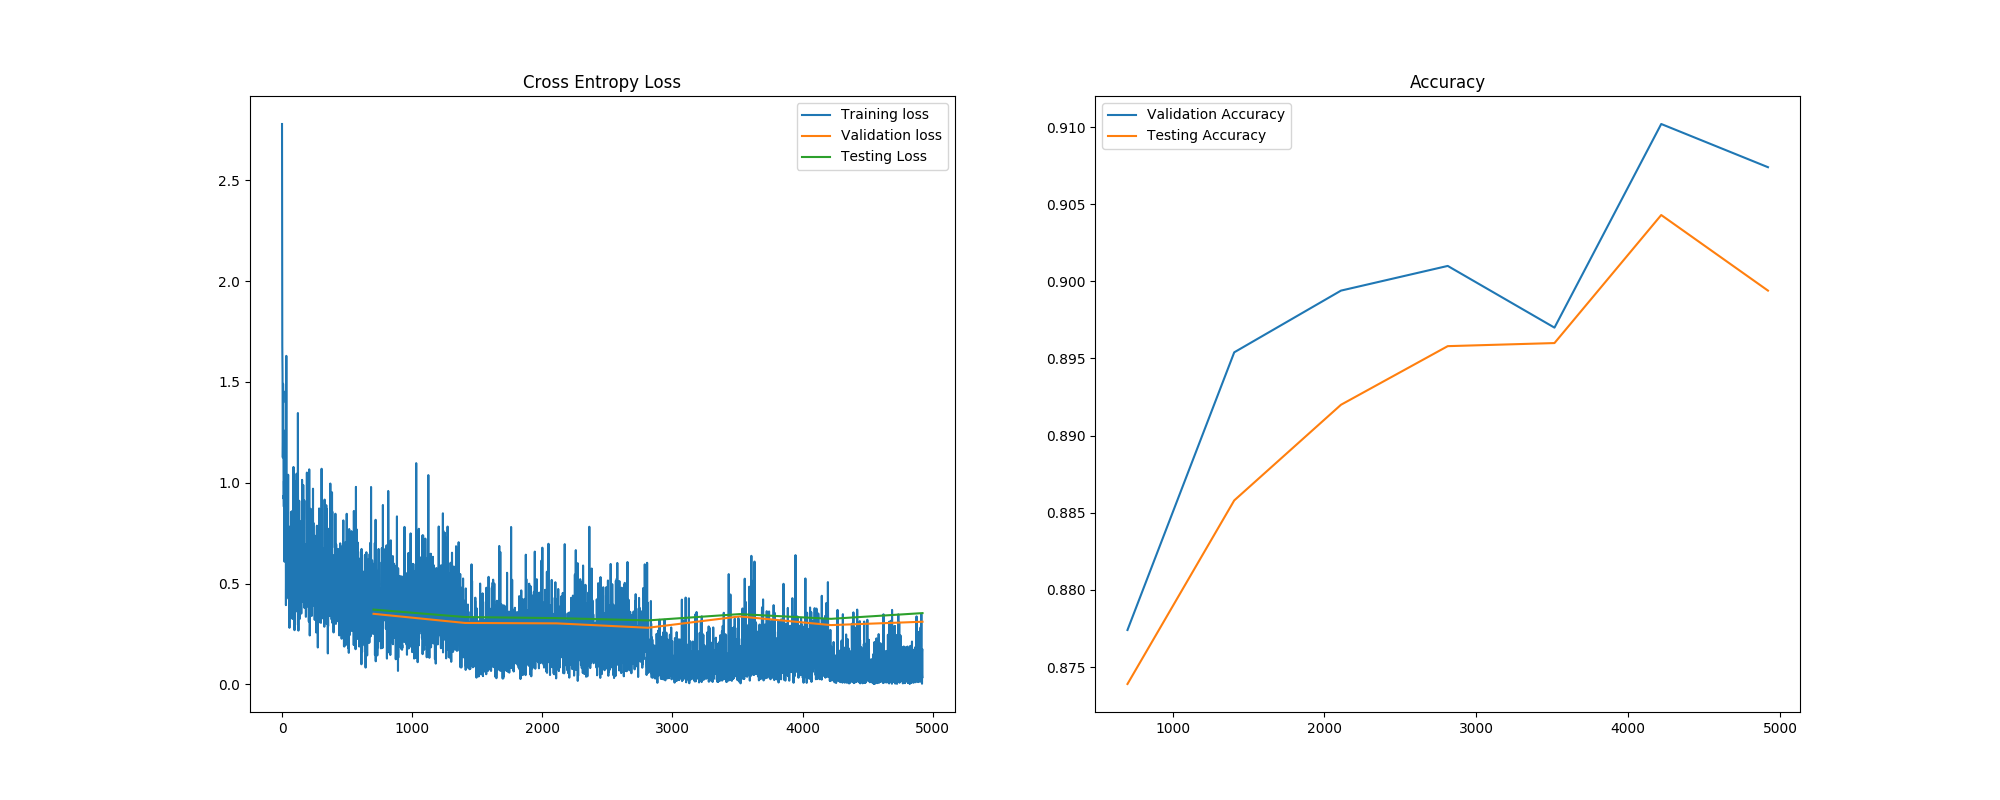 Cross Entropy Loss
Training loss
Validation loss
Testing Loss
2.5
2.0
1.5
1.0
0.5
0.0
0 1000 2000 3000 4000 5000
Accuracy
Validation Accuracy
Testing Accuracy
0.910
0.905
0.900
0.895
0.890
0.885
0.880
0.875
1000 2000 3000 4000 5000